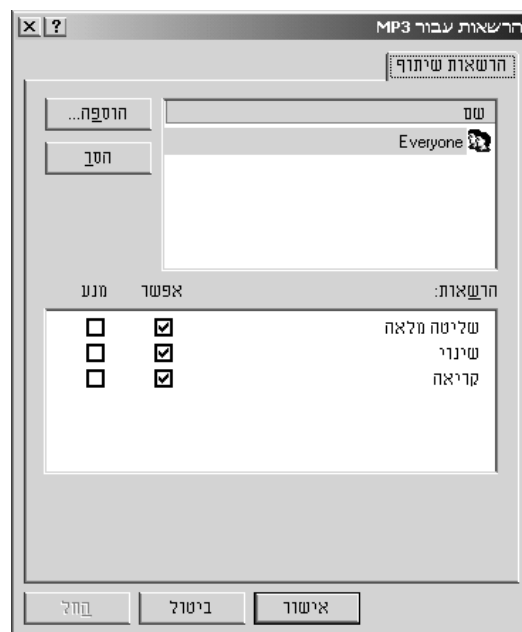 הרשאות עבור MP3
הרשאות שיתוף
שם
הוספה...
Everyone
הסר
הרשאות:
אפשר
מנע
שליטה מלאה
שינוי
קריאה
אישור
ביטול
החל